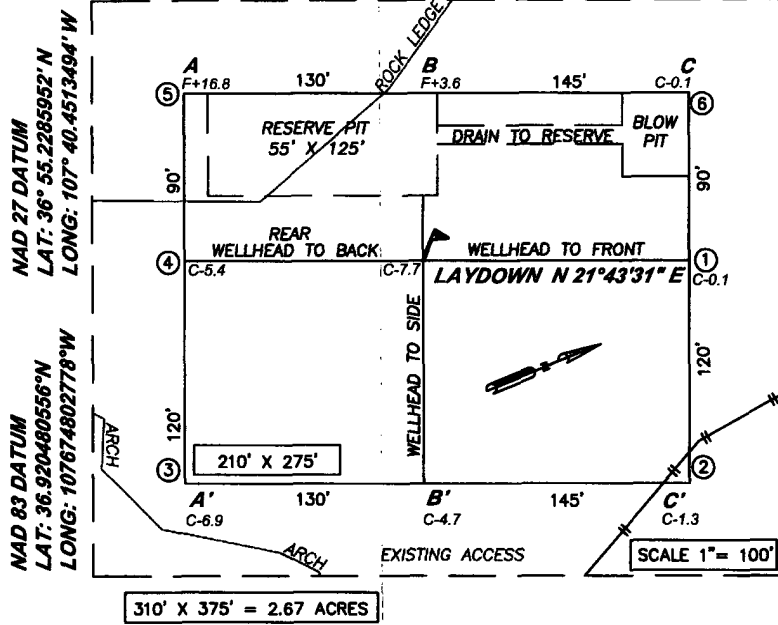 NAD 27 DATUM
LAT: 36° 55.2285952' N
LONG: 107° 40.4513494' W
NAD 83 DATUM
LAT: 36.920480556°N
LONG: 107674802778°W
ROCK LEDGE
A
F+16.8
130'
B
F+3.6
145'
C
C-0.1
5
6
RESERVE PIT
55' X 125'
DRAIN TO RESERVE
BLOW
PIT
90'
90'
REAR
WELLHEAD TO BACK
WELLHEAD TO FRONT
4
C-5.4
C-7.7
LAYDOWN N 21°43'31" E
1
C-0.1
WELLHEAD TO SIDE
120'
120'
ARCH
3
210' X 275'
2
A'
C-6.9
130'
B'
C-4.7
145'
C'
C-1.3
ARCH
EXISTING ACCESS
SCALE 1"= 100'
310' X 375' = 2.67 ACRES